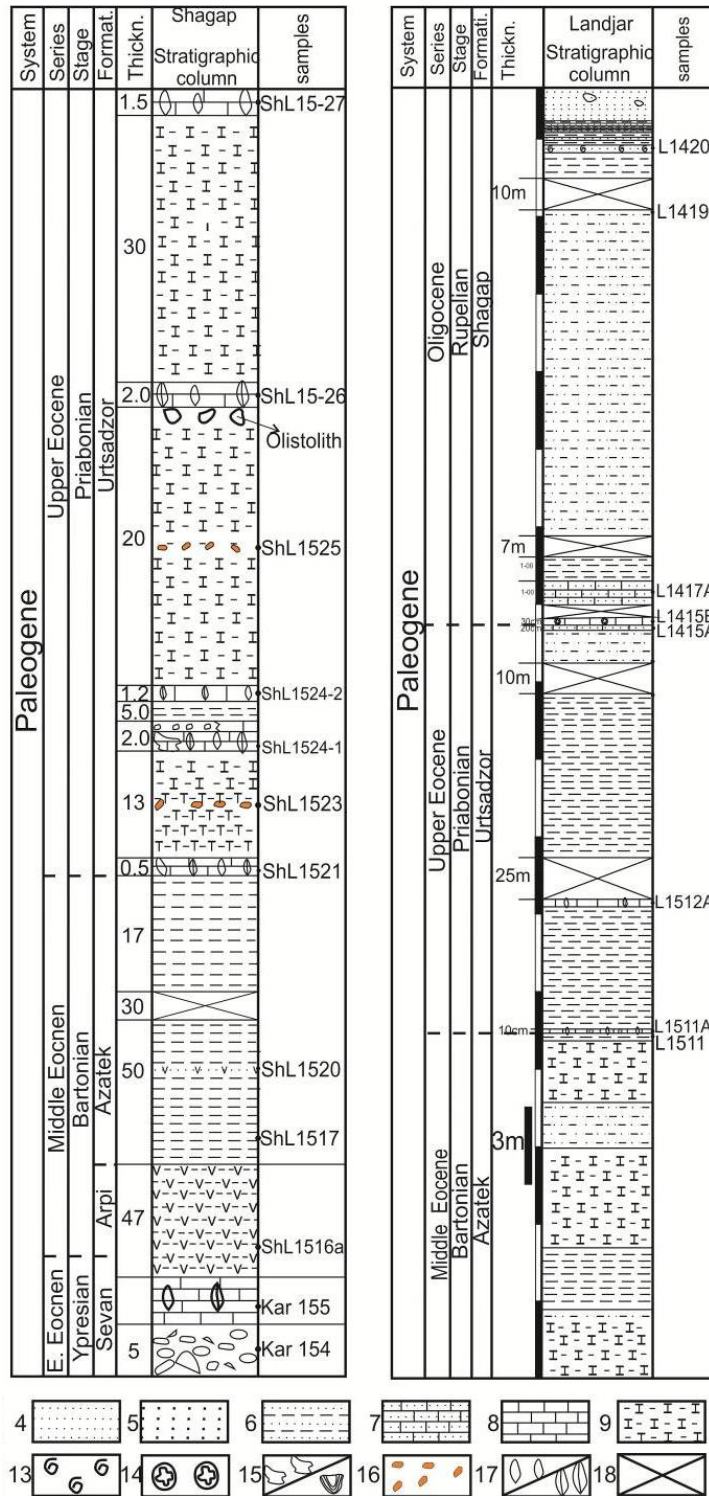 System
Series
Stage
Format.
Thickn.
Shagap
Stratigraphic
column
samples
Paleogene
Upper Eocene
Priabonian
Urtsadzor
Middle Eocnen
Bartonian
Azatek
Arpi
E. Eocnen
Ypresian
Sevan
1.5
ShL15-27
30
2.0
ShL15-26
Olistolith
20
ShL1525
1.2
ShL1524-2
5.0
2.0
ShL1524-1
13
ShL1523
0.5
ShL1521
17
30
50
ShL1520
ShL1517
47
ShL1516a
Kar 155
5
Kar 154
System
Series
Stage
Formati.
Thickn.
Landjar
Stratigraphic
column
samples
Paleogene
Oligocene
Rupelian
Shagap
Upper Eocene
Priabonian
Urtsadzor
Middle Eocene
Bartonian
Azatek
L1420
10m
L1419
7m
1-00
1-00
L1417A
L1415B
L1415A
10m
25m
L1512A
10cm
L1511A
L1511
3m
4 5 6 7 8 9
13 14 15 16 17 18